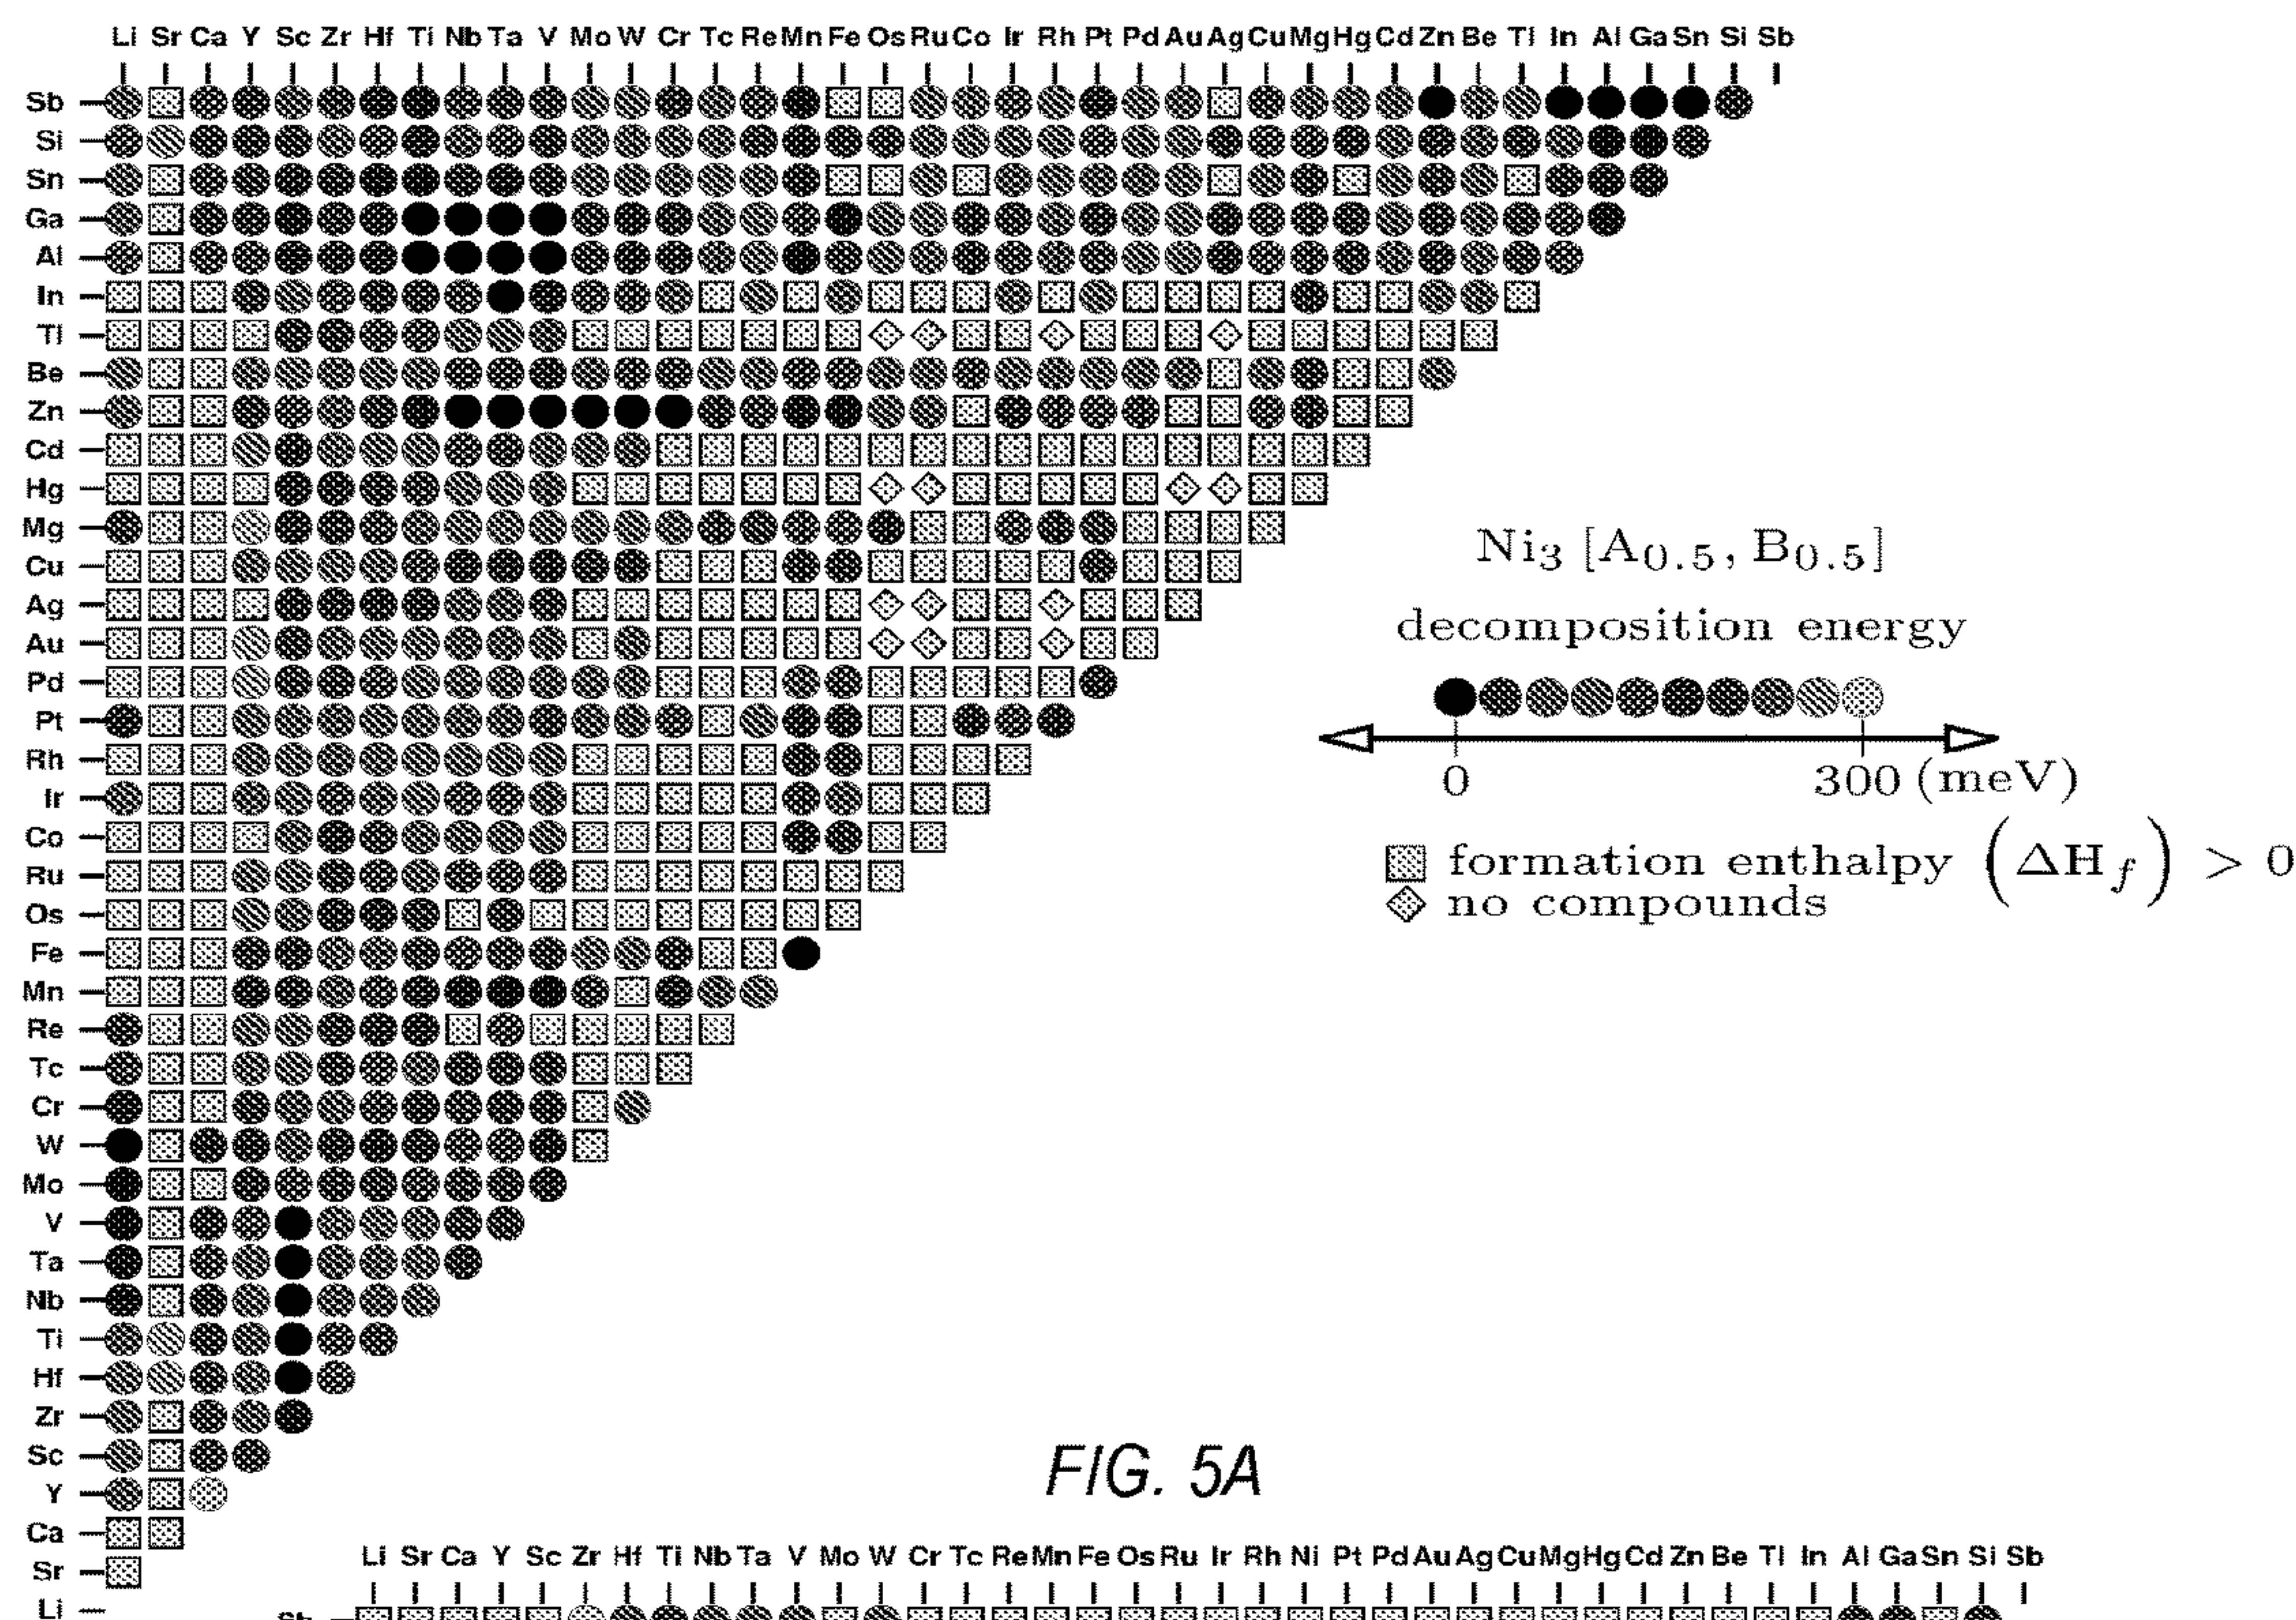 Li Sr Ca Y Sc Zr Hf Ti Nb Ta V Mo W Cr Tc Re Mn Fe Os Ru Co Ir Rh Pt Pd Au Ag Cu Mg Hg Cd Zn Be Tl In Al Ga Sn Si Sb
Sb
Si
Sn
Ga
Al
In
Tl
Be
Zn
Cd
Hg
Mg
Cu
Ag
Au
Pd
Pt
Rh
Ir
Co
Ru
Os
Fe
Mn
Re
Tc
Cr
W
Mo
V
Ta
Nb
Ti
Hf
Zr
Sc
Y
Ca
Sr
Li
Ni3 [A0.5, B0.5]
decomposition energy
0 300 (meV)
formation enthalpy (ΔHf) > 0
no compounds
FIG. 5A
Li Sr Ca Y Sc Zr Hf Ti Nb Ta V Mo W Cr Tc Re Mn Fe Os Ru Ir Rh Ni Pt Pd Au Ag Cu Mg Hg Cd Zn Be Tl In Al Ga Sn Si Sb
Sb